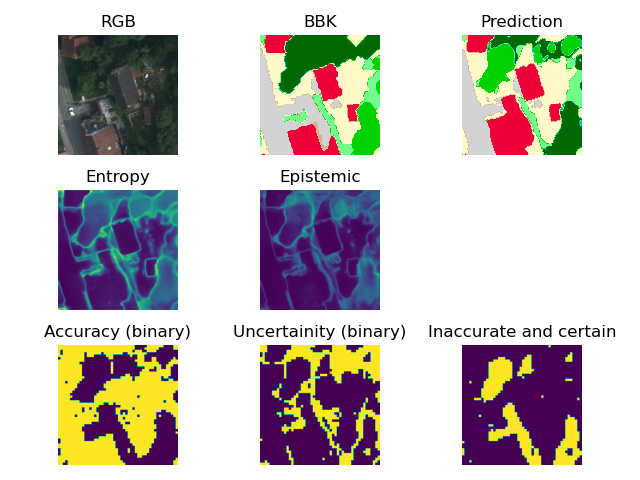 RGB
BBK
Prediction
Entropy
Epistemic
Accuracy (binary)
Uncertainity (binary)
Inaccurate and certain